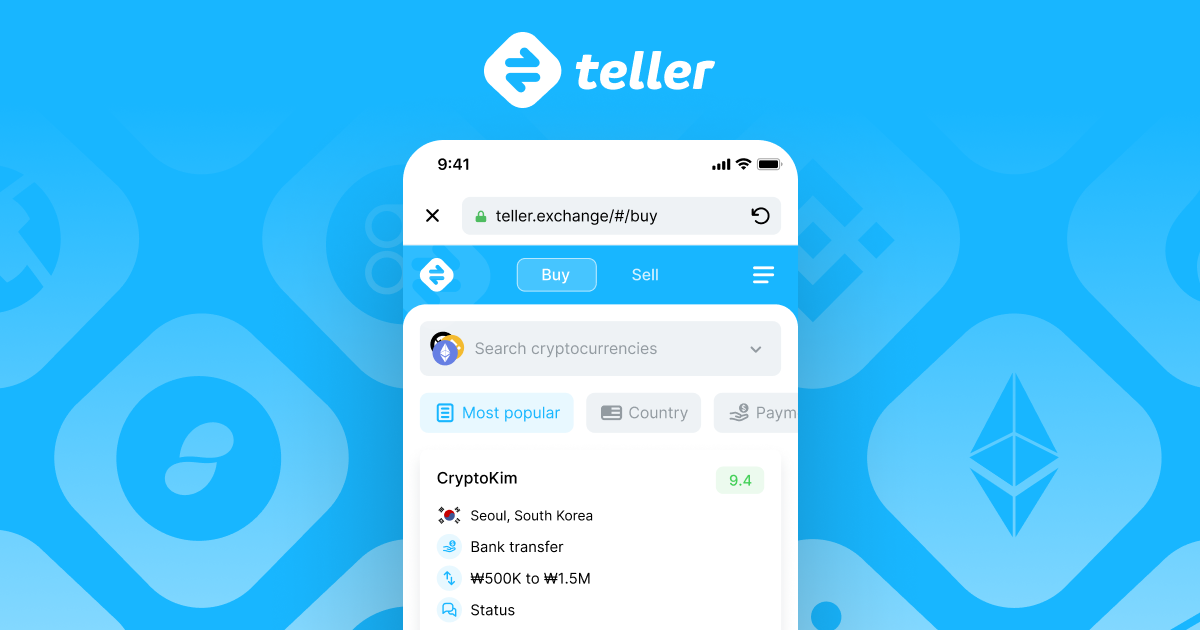 teller
9:41
teller.exchange/#/buy
Buy Sell
Search cryptocurrencies
Most popular Country Paym
CryptoKim 9.4
Seoul, South Korea
Bank transfer
₩500K to ₩1.5M
Status